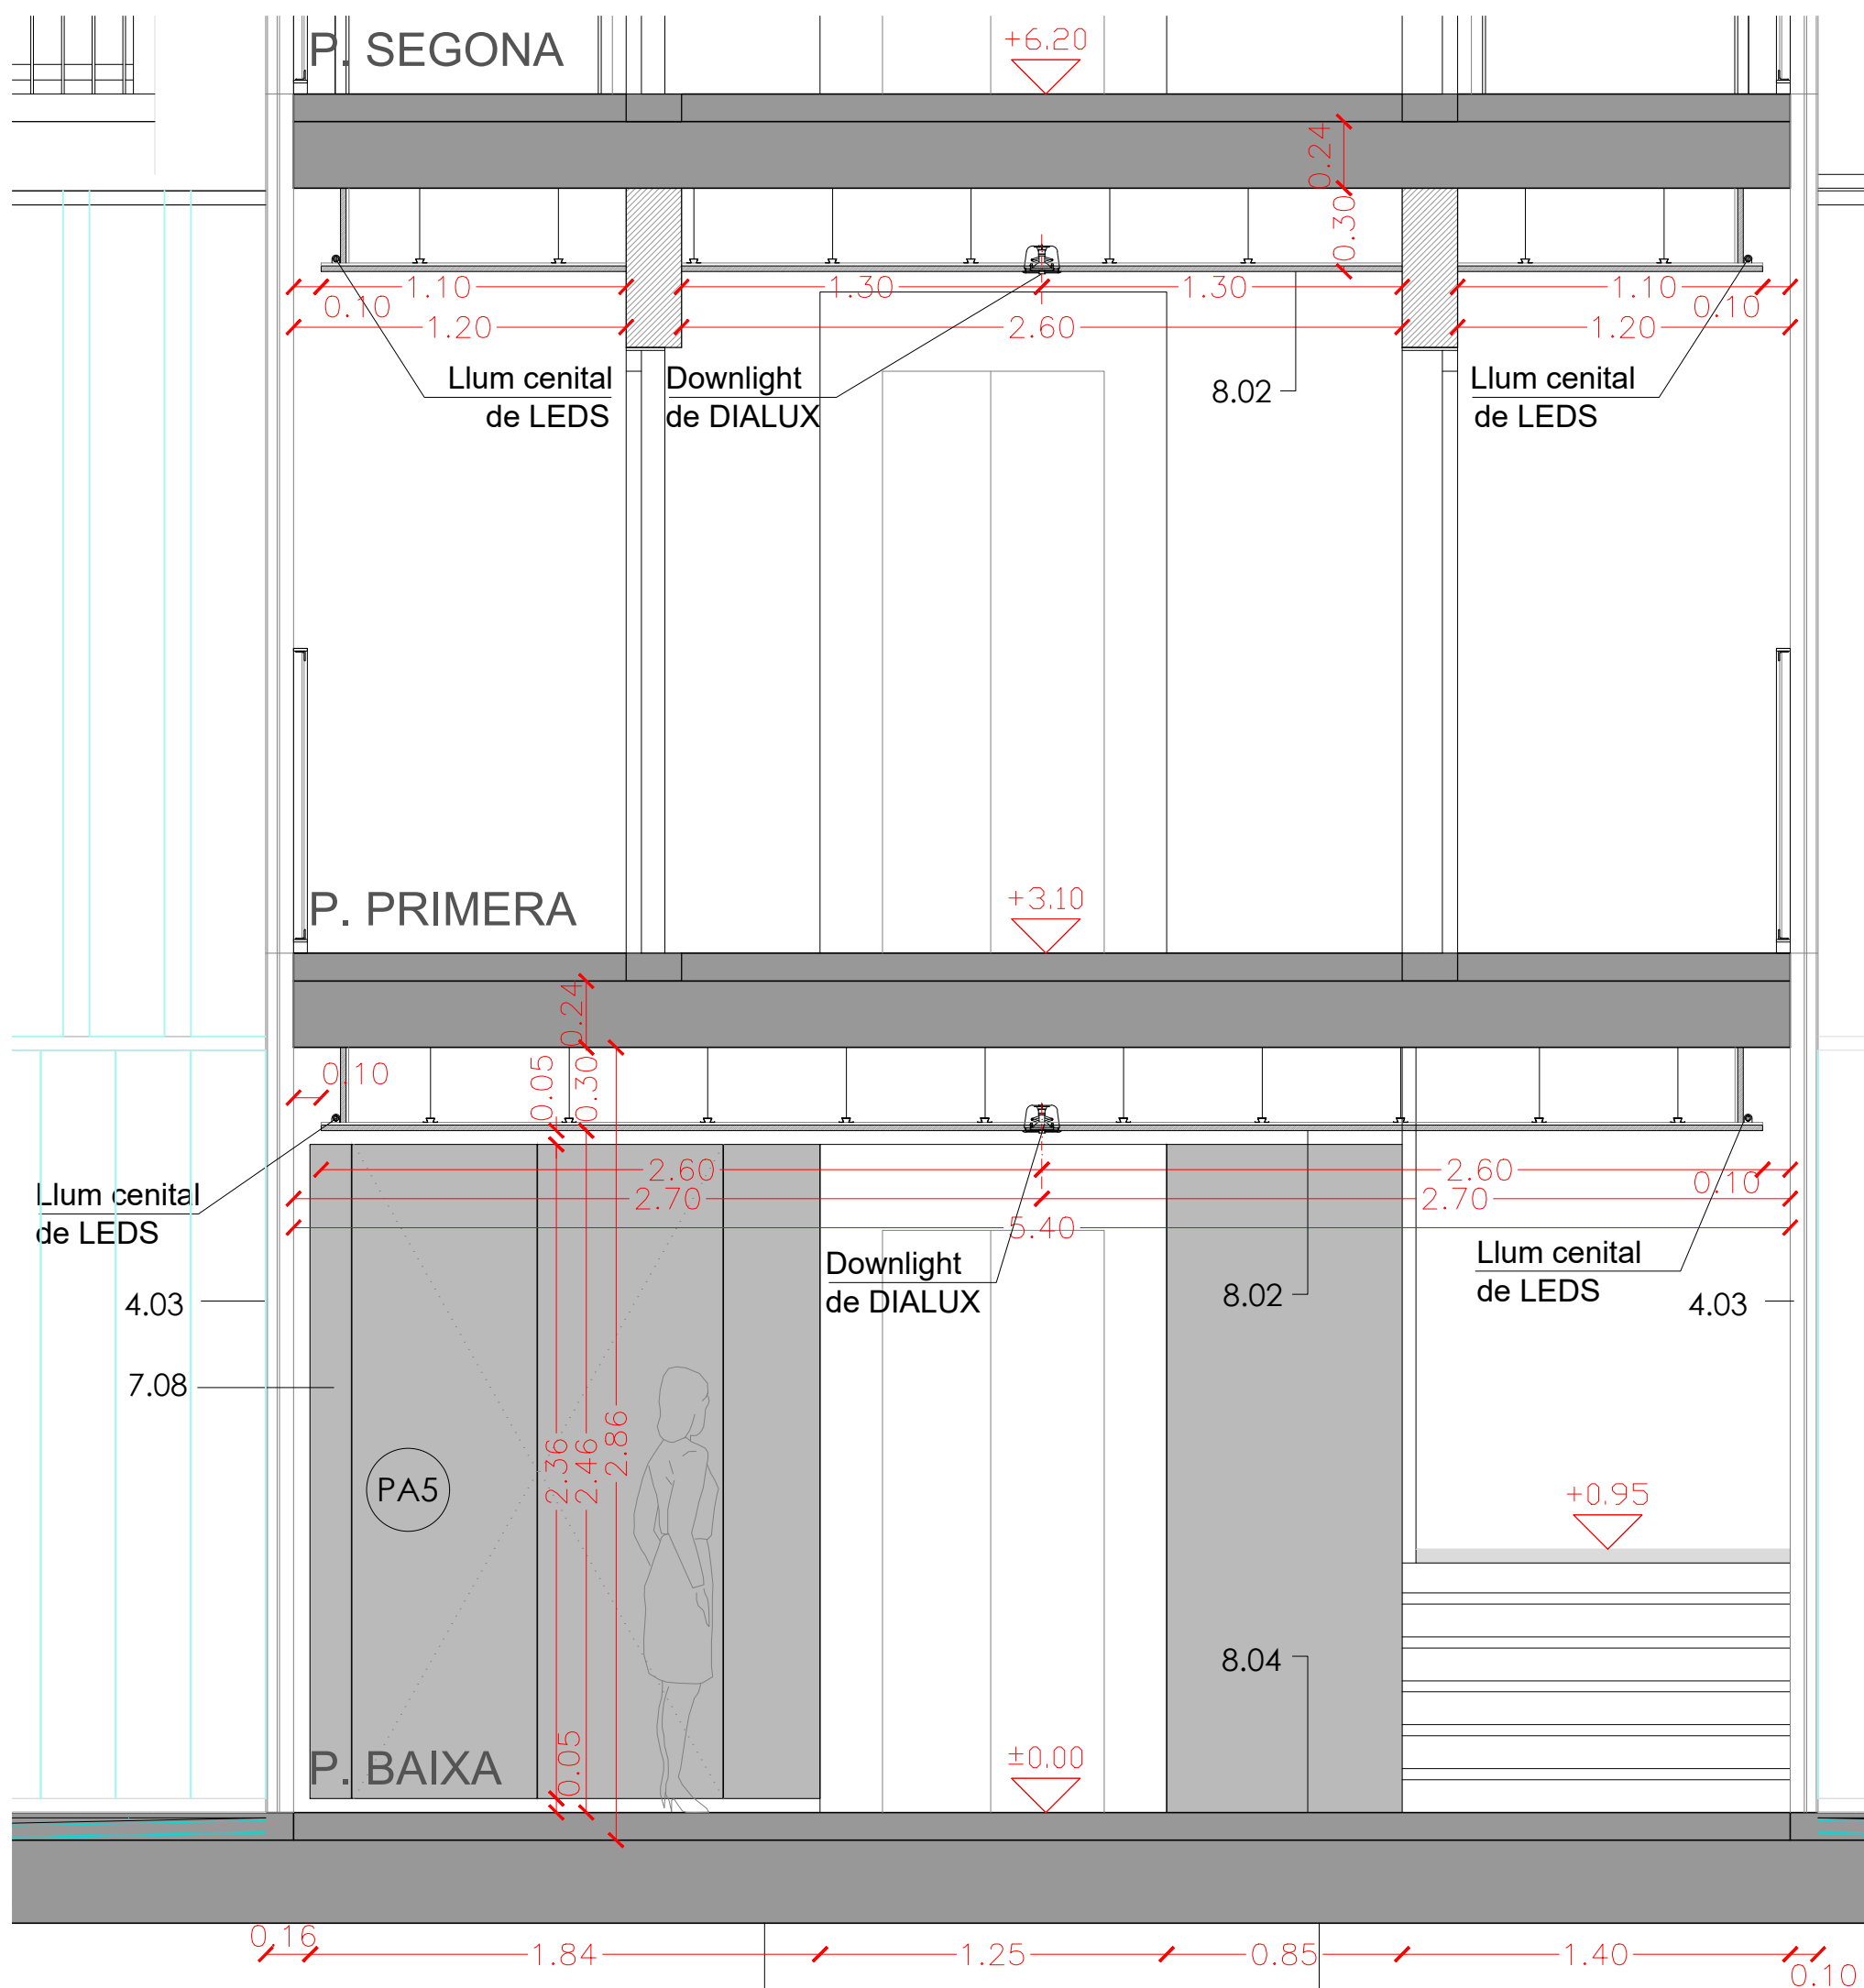 P. SEGONA
+6.20
0.24
0.30
1.10
1.30
1.30
1.10
0.10
0.10
1.20
2.60
1.20
Llum cenital
de LEDS
Downlight
de DIALUX
8.02
Llum cenital
de LEDS
P. PRIMERA
+3.10
0.24
0.10
0.05
0.30
2.60
2.60
0.10
2.70
2.70
5.40
Llum cenital
de LEDS
Downlight
de DIALUX
8.02
Llum cenital
de LEDS
4.03
4.03
7.08
PA5
2.36
2.46
2.86
+0.95
8.04
P. BAIXA
0.05
±0.00
0.16
1.84
1.25
0.85
1.40
0.10